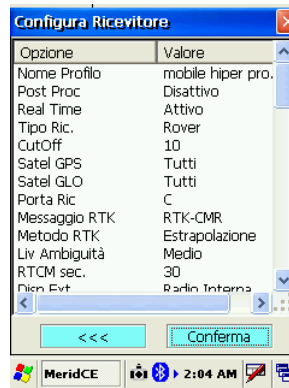 Configura Ricevitore
Opzione Valore
Nome Profilo mobile hiper pro.
Post Proc Disattivo
Real Time Attivo
Tipo Ric. Rover
CutOff 10
Satel GPS Tutti
Satel GLO Tutti
Porta Ric C
Messaggio RTK RTK-CMR
Metodo RTK Estrapolazione
Liv Ambiguità Medio
RTCM sec. 30
Disp Ext Radio Interna
<<< Conferma
MeridCE 2:04 AM